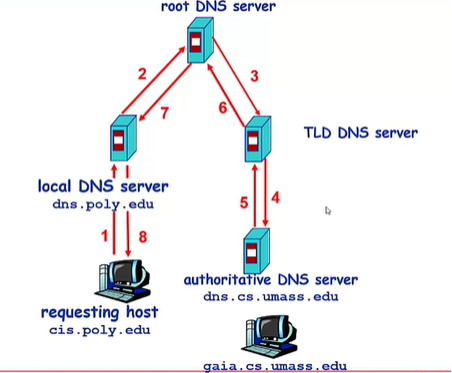 root DNS server
2
3
7
6
TLD DNS server
local DNS server
dns.poly.edu
5
4
1
8
authoritative DNS server
dns.cs.umass.edu
requesting host
cis.poly.edu
gaia.cs.umass.edu